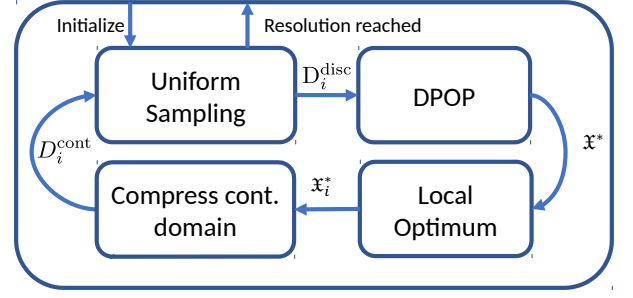 Initialize
Resolution reached
Uniform
Sampling
D_i^disc
DPOP
𝔛*
Local
Optimum
𝔛_i^*
Compress cont.
domain
D_i^cont